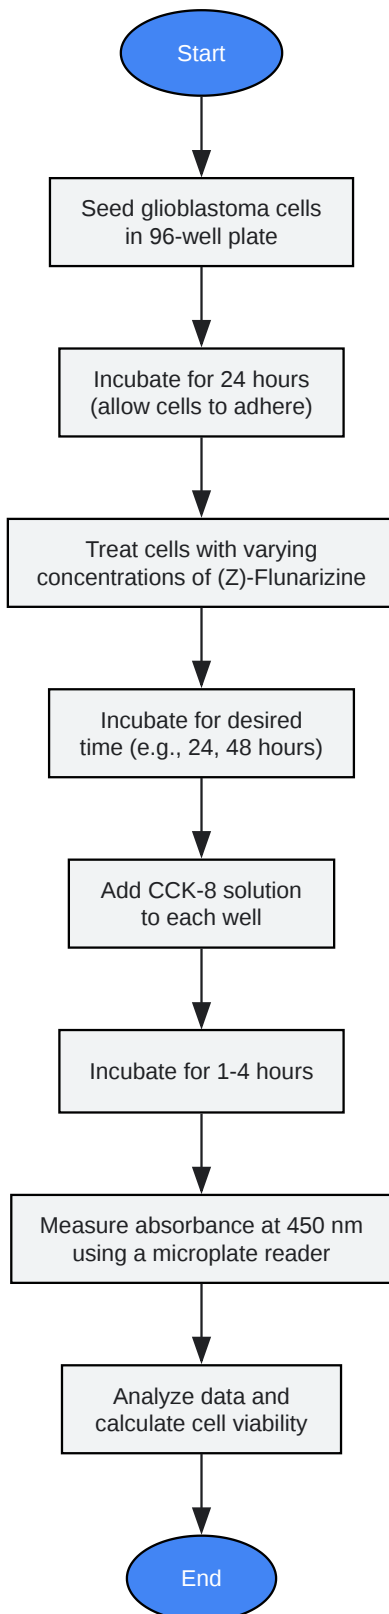 Start
Seed glioblastoma cells
in 96-well plate
Incubate for 24 hours
(allow cells to adhere)
Treat cells with varying
concentrations of (Z)-Flunarizine
Incubate for desired
time (e.g., 24, 48 hours)
Add CCK-8 solution
to each well
Incubate for 1-4 hours
Measure absorbance at 450 nm
using a microplate reader
Analyze data and
calculate cell viability
End